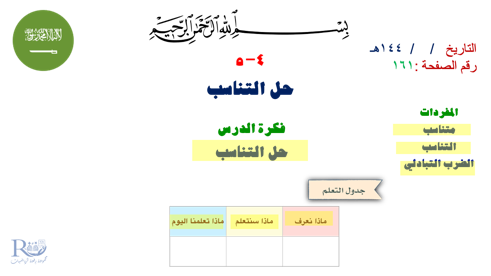 بسم الله الرحمن الرحيم
التاريخ / / ١٤٤هـ
رقم الصفحة : ١٦١
٤-٥
حل التناسب
فكرة الدرس
حل التناسب
المفردات
متناسب
التناسب
الضرب التبادلي
جدول التعلم
ماذا نعرف
ماذا سنتعلم
ماذا تعلمنا اليوم